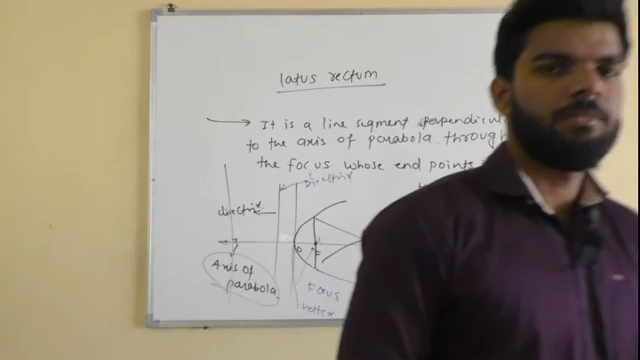 latus rectum
It is a line segment perpendicul
to the axis of parabola through
the focus whose end points
directrix
directrix
Axis of
parabola
Focus
vertex